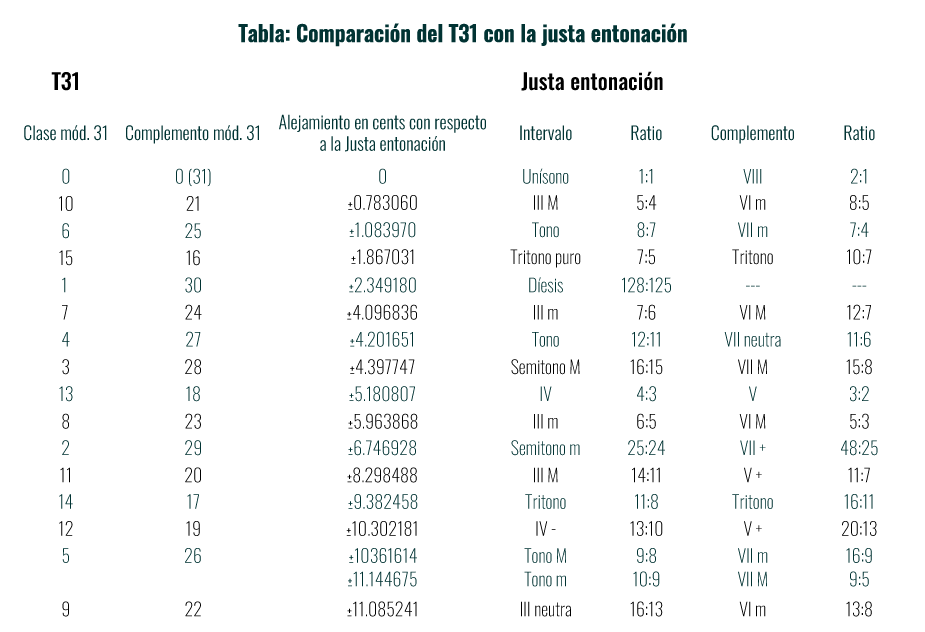 Tabla: Comparación del T31 con la justa entonación
T31 Justa entonación
Clase mód. 31 Complemento mód. 31 Alejamiento en cents con respecto a la Justa entonación Intervalo Ratio Complemento Ratio
0 0 (31) 0 Unísono 1:1 VIII 2:1
10 21 ±0.783060 III M 5:4 VI m 8:5
6 25 ±1.083970 Tono 8:7 VII m 7:4
15 16 ±1.867031 Tritono puro 7:5 Tritono 10:7
1 30 ±2.349180 Díesis 128:125 --- ---
7 24 ±4.096836 III m 7:6 VI M 12:7
4 27 ±4.201651 Tono 12:11 VII neutra 11:6
3 28 ±4.397747 Semitono M 16:15 VII M 15:8
13 18 ±5.180807 IV 4:3 V 3:2
8 23 ±5.963868 III m 6:5 VI M 5:3
2 29 ±6.746928 Semitono m 25:24 VII + 48:25
11 20 ±8.298488 III M 14:11 V + 11:7
14 17 ±9.382458 Tritono 11:8 Tritono 16:11
12 19 ±10.302181 IV - 13:10 V + 20:13
5 26 ±10361614 Tono M 9:8 VII m 16:9
±11.144675 Tono m 10:9 VII M 9:5
9 22 ±11.085241 III neutra 16:13 VI m 13:8